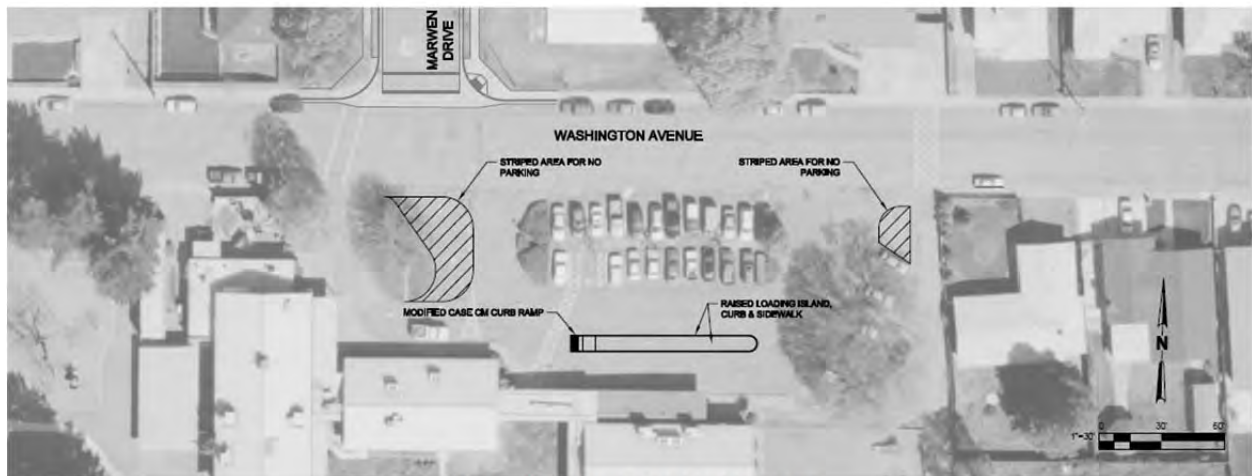 MARWEN
DRIVE
WASHINGTON AVENUE
STRIPED AREA FOR NO
PARKING
STRIPED AREA FOR NO
PARKING
MODIFIED CASE CM CURB RAMP
RAISED LOADING ISLAND,
CURB & SIDEWALK
N
0 30' 60'
1"=30'